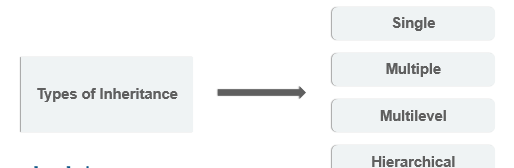 Single
Multiple
Types of Inheritance
Multilevel
Hierarchical